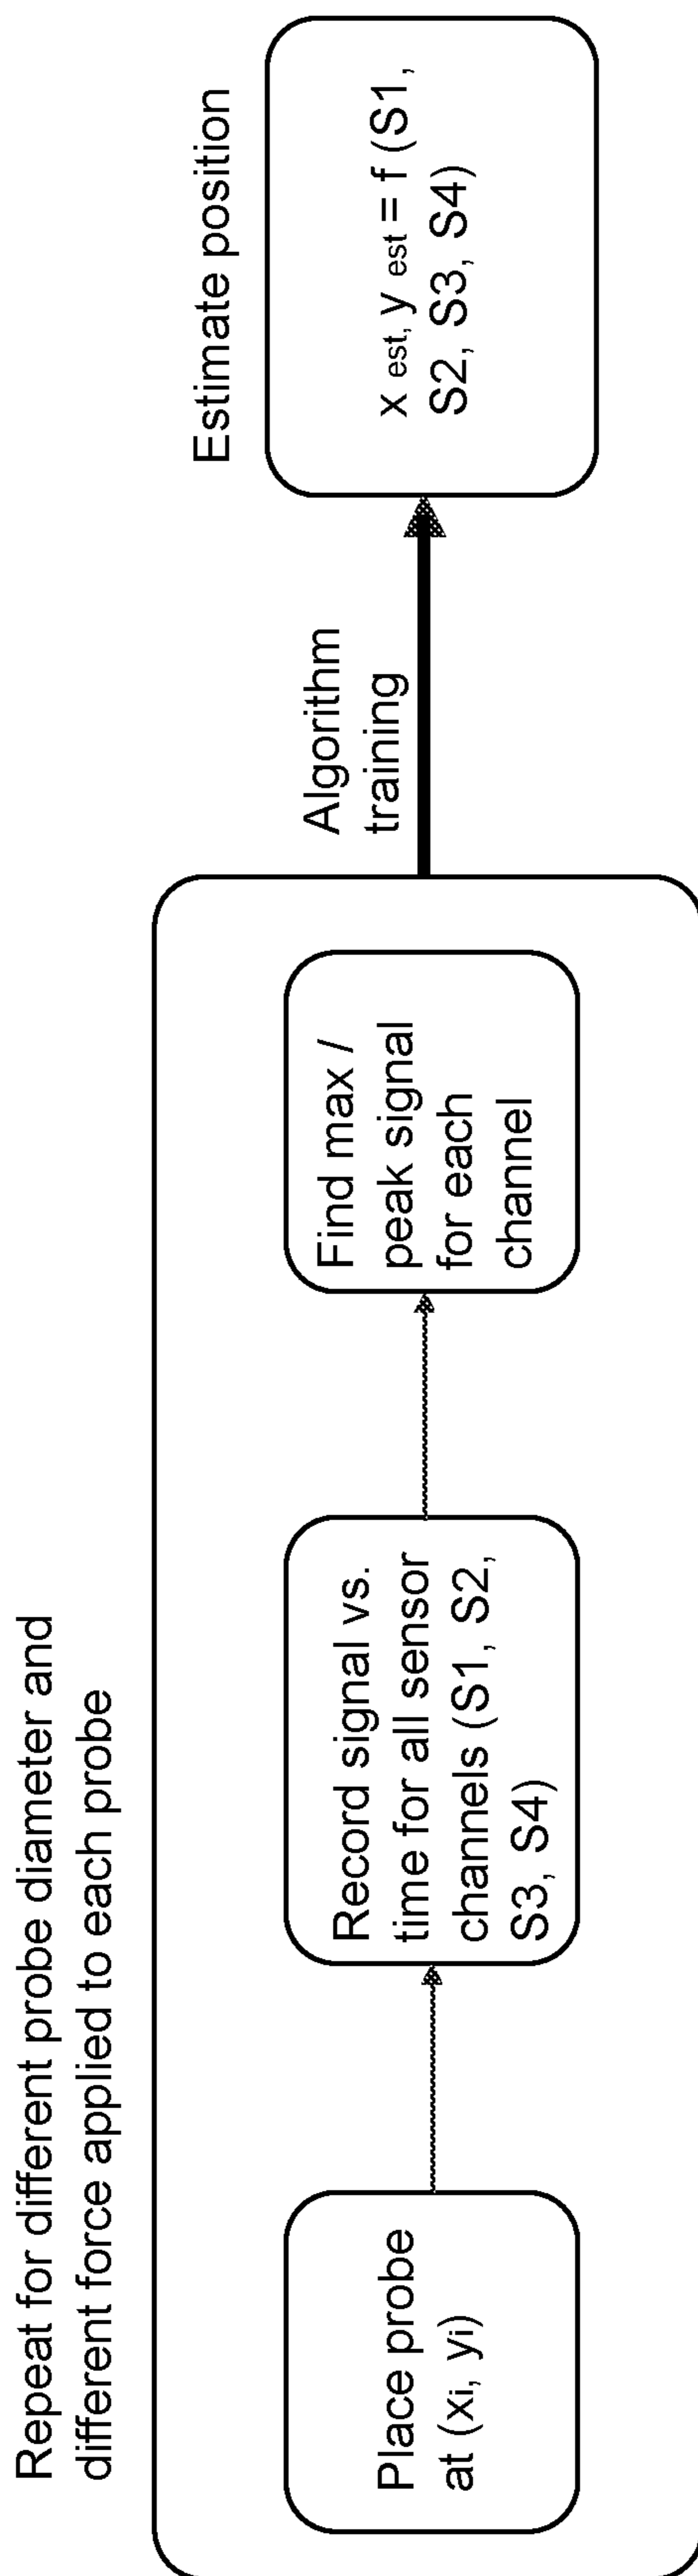 Repeat for different probe diameter and
different force applied to each probe
Place probe
at (xi, yi)
Record signal vs.
time for all sensor
channels (S1, S2,
S3, S4)
Find max /
peak signal
for each
channel
Algorithm
training
Estimate position
x est, y est = f (S1,
S2, S3, S4)